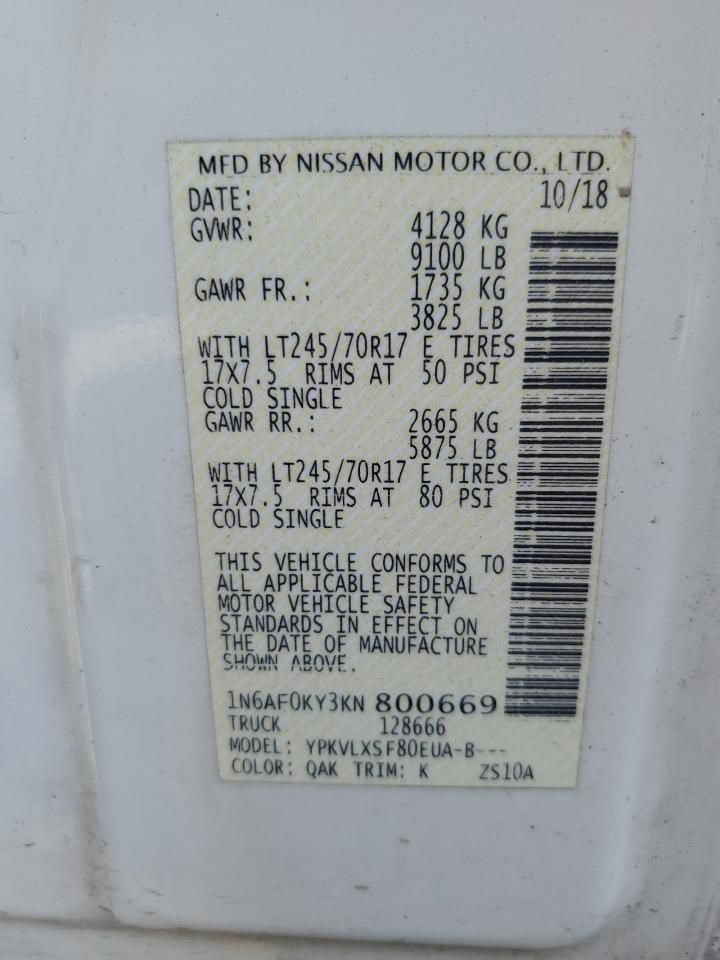 MFD BY NISSAN MOTOR CO., LTD.
DATE: 10/18
GVWR: 4128 KG
9100 LB
GAWR FR.: 1735 KG
3825 LB
WITH LT245/70R17 E TIRES
17X7.5 RIMS AT 50 PSI
COLD SINGLE
GAWR RR.: 2665 KG
5875 LB
WITH LT245/70R17 E TIRES
17X7.5 RIMS AT 80 PSI
COLD SINGLE
THIS VEHICLE CONFORMS TO
ALL APPLICABLE FEDERAL
MOTOR VEHICLE SAFETY
STANDARDS IN EFFECT ON
THE DATE OF MANUFACTURE
SHOWN ABOVE.
1N6AF0KY3KN 800669
TRUCK 128666
MODEL: YPKVLXSF80EUA-B---
COLOR: QAK TRIM: K ZS10A